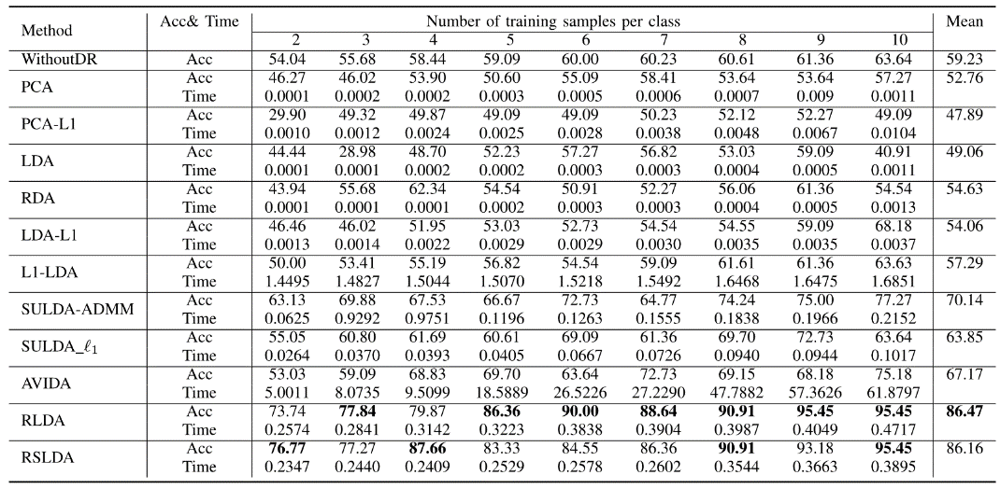 Method Acc& Time Number of training samples per class Mean
2 3 4 5 6 7 8 9 10
WithoutDR Acc 54.04 55.68 58.44 59.09 60.00 60.23 60.61 61.36 63.64 59.23
PCA Acc 46.27 46.02 53.90 50.60 55.09 58.41 53.64 53.64 57.27 52.76
Time 0.0001 0.0002 0.0002 0.0003 0.0005 0.0006 0.0007 0.009 0.0011
PCA-L1 Acc 29.90 49.32 49.87 49.09 49.09 50.23 52.12 52.27 49.09 47.89
Time 0.0010 0.0012 0.0024 0.0025 0.0028 0.0038 0.0048 0.0067 0.0104
LDA Acc 44.44 28.98 48.70 52.23 57.27 56.82 53.03 59.09 40.91 49.06
Time 0.0001 0.0001 0.0002 0.0002 0.0003 0.0003 0.0004 0.0005 0.0011
RDA Acc 43.94 55.68 62.34 54.54 50.91 52.27 56.06 61.36 54.54 54.63
Time 0.0001 0.0001 0.0001 0.0002 0.0003 0.0003 0.0004 0.0005 0.0013
LDA-L1 Acc 46.46 46.02 51.95 53.03 52.73 54.54 54.55 59.09 68.18 54.06
Time 0.0013 0.0014 0.0022 0.0029 0.0029 0.0030 0.0035 0.0035 0.0037
L1-LDA Acc 50.00 53.41 55.19 56.82 54.54 59.09 61.61 61.36 63.63 57.29
Time 1.4495 1.4827 1.5044 1.5070 1.5218 1.5492 1.6468 1.6475 1.6851
SULDA-ADMM Acc 63.13 69.88 67.53 66.67 72.73 64.77 74.24 75.00 77.27 70.14
Time 0.0625 0.9292 0.9751 0.1196 0.1263 0.1555 0.1838 0.1966 0.2152
SULDA_ℓ₁ Acc 55.05 60.80 61.69 60.61 69.09 61.36 69.70 72.73 63.64 63.85
Time 0.0264 0.0370 0.0393 0.0405 0.0667 0.0726 0.0940 0.0944 0.1017
AVIDA Acc 53.03 59.09 68.83 69.70 63.64 72.73 69.15 68.18 75.18 67.17
Time 5.0011 8.0735 9.5099 18.5889 26.5226 27.2290 47.7882 57.3626 61.8797
RLDA Acc 73.74 77.84 79.87 86.36 90.00 88.64 90.91 95.45 95.45 86.47
Time 0.2574 0.2841 0.3142 0.3223 0.3838 0.3904 0.3987 0.4049 0.4717
RSLDA Acc 76.77 77.27 87.66 83.33 84.55 86.36 90.91 93.18 95.45 86.16
Time 0.2347 0.2440 0.2409 0.2529 0.2578 0.2602 0.3544 0.3663 0.3895